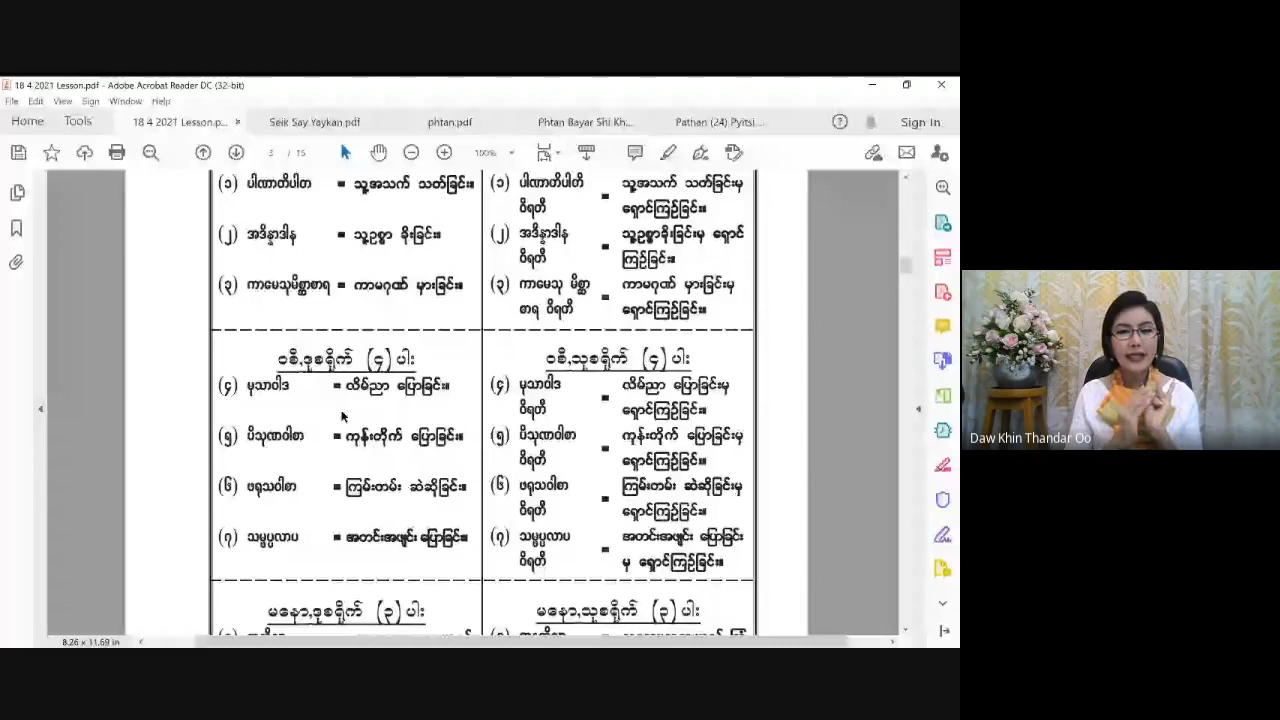 18 4 2021 Lesson.pdf - Adobe Acrobat Reader DC (32-bit)
File Edit View Sign Window Help
Home Tools 18 4 2021 Lesson.p... × Seik Say Yaykan.pdf phtan.pdf Phtan Bayar Shi Kh... Pathan (24) Pyitsi... Sign In
3 / 15 100%
(၁) ပါဏာတိပါတ = သူ့အသက် သတ်ခြင်း။
(၂) အဒိန္နာဒါန = သူ့ဥစ္စာ ခိုးခြင်း။
(၃) ကာမေသုမိစ္ဆာစာရ = ကာမဂုဏ် မှားခြင်း။
(၁) ပါဏာတိပါတိ = သူ့အသက် သတ်ခြင်းမှ
ဝိရတီ ရှောင်ကြဉ်ခြင်း။
(၂) အဒိန္နာဒါန = သူ့ဥစ္စာခိုးခြင်းမှ ရှောင်
ဝိရတီ ကြဉ်ခြင်း။
(၃) ကာမေသု မိစ္ဆာ = ကာမဂုဏ် မှားခြင်းမှ
စာရ ဝိရတီ ရှောင်ကြဉ်ခြင်း။
ဝစီ,ဒုစရိုက် (၄) ပါး
(၄) မုသာဝါဒ = လိမ်ညာ ပြောခြင်း။
(၅) ပိသုဏဝါစာ = ကုန်းတိုက် ပြောခြင်း။
(၆) ဖရုသဝါစာ = ကြမ်းတမ်း ဆဲဆိုခြင်း။
(၇) သမ္ဖပ္ပလာပ = အတင်းအဖျင်း ပြောခြင်း။
ဝစီ,သုစရိုက် (၄) ပါး
(၄) မုသာဝါဒ = လိမ်ညာ ပြောခြင်းမှ
ဝိရတီ ရှောင်ကြဉ်ခြင်း။
(၅) ပိသုဏဝါစာ = ကုန်းတိုက် ပြောခြင်းမှ
ဝိရတီ ရှောင်ကြဉ်ခြင်း။
(၆) ဖရုသဝါစာ = ကြမ်းတမ်း ဆဲဆိုခြင်းမှ
ဝိရတီ ရှောင်ကြဉ်ခြင်း။
(၇) သမ္ဖပ္ပလာပ = အတင်းအဖျင်း ပြောခြင်း
ဝိရတီ မှ ရှောင်ကြဉ်ခြင်း။
မနော,ဒုစရိုက် (၃) ပါး
မနော,သုစရိုက် (၃) ပါး
8.26 x 11.69 in
Daw Khin Thandar Oo